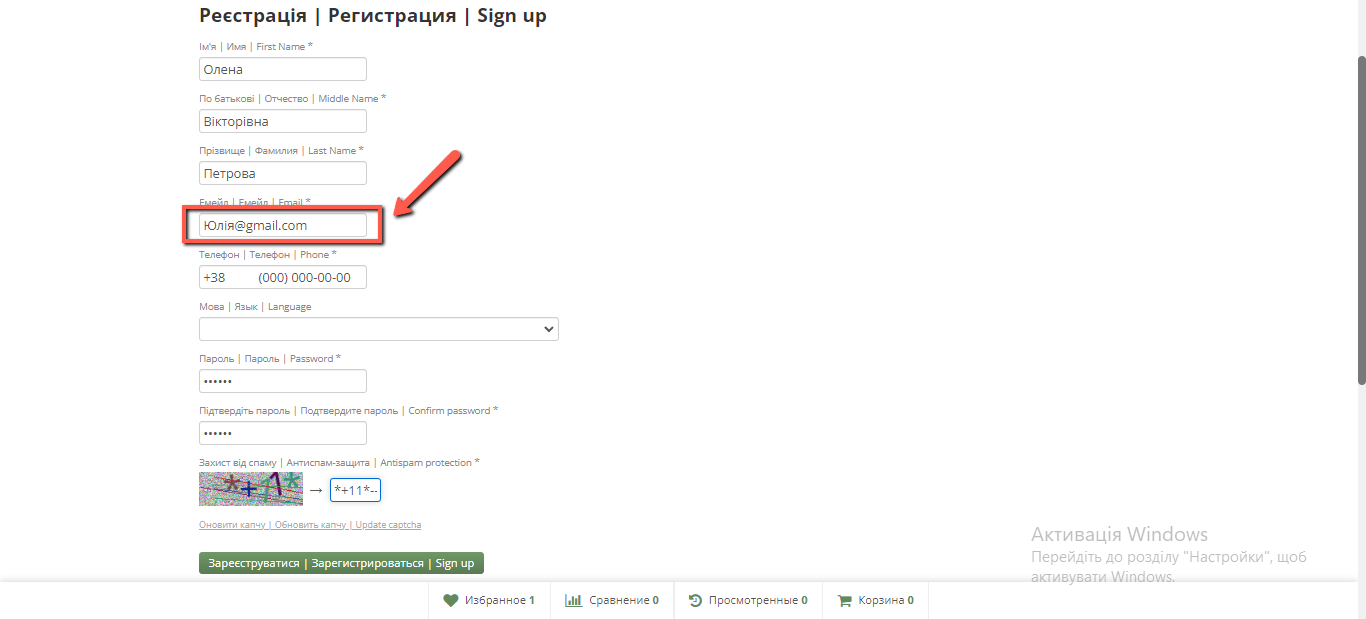 Реєстрація | Регистрация | Sign up
Ім'я | Имя | First Name *
Олена
По батькові | Отчество | Middle Name *
Вікторівна
Прізвище | Фамилия | Last Name *
Петрова
Емейл | Емейл | Email *
Юлія@gmail.com
Телефон | Телефон | Phone *
+38 (000) 000-00-00
Мова | Язык | Language
Пароль | Пароль | Password *
••••••
Підтвердіть пароль | Подтвердите пароль | Confirm password *
••••••
Захист від спаму | Антиспам-защита | Antispam protection *
→ *+11*--
Оновити капчу | Обновить капчу | Update captcha
Зареєструватися | Зарегистрироваться | Sign up
Активація Windows
Перейдіть до розділу "Настройки", щоб
активувати Windows.
Избранное 1 Сравнение 0 Просмотренные 0 Корзина 0